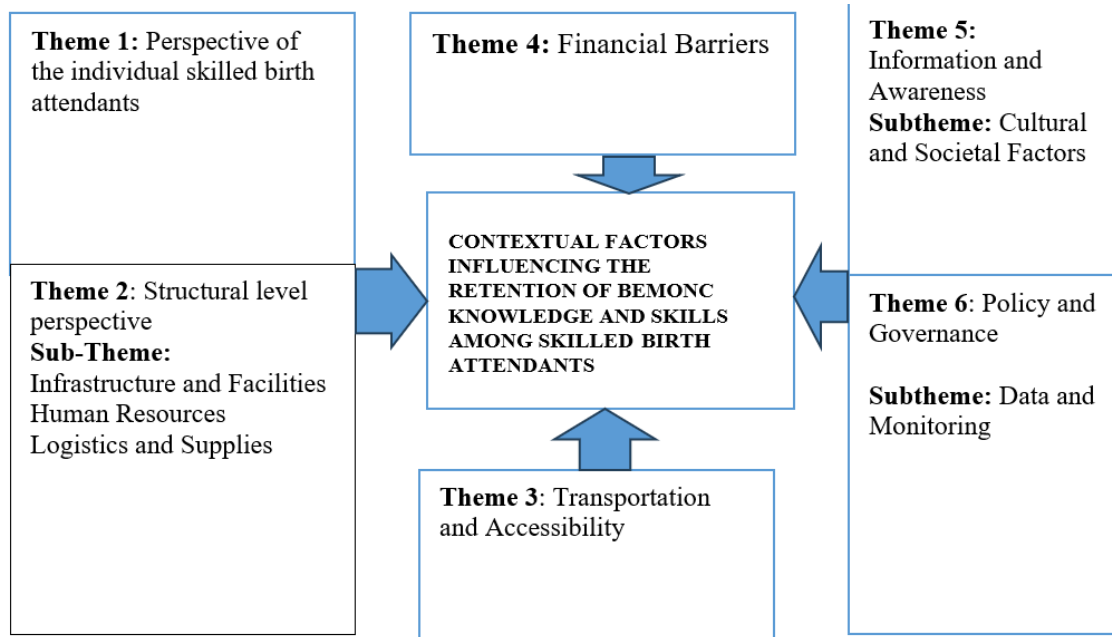 Theme 1: Perspective of
the individual skilled birth
attendants
Theme 2: Structural level
perspective
Sub-Theme:
Infrastructure and Facilities
Human Resources
Logistics and Supplies
Theme 4: Financial Barriers
CONTEXTUAL FACTORS
INFLUENCING THE
RETENTION OF BEMONC
KNOWLEDGE AND SKILLS
AMONG SKILLED BIRTH
ATTENDANTS
Theme 3: Transportation
and Accessibility
Theme 5:
Information and
Awareness
Subtheme: Cultural
and Societal Factors
Theme 6: Policy and
Governance
Subtheme: Data and
Monitoring